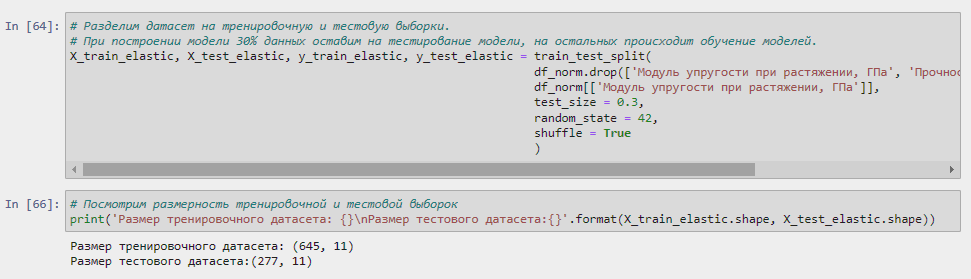 In [64]:
# Разделим датасет на тренировочную и тестовую выборки.
# При построении модели 30% данных оставим на тестирование модели, на остальных происходит обучение моделей.
X_train_elastic, X_test_elastic, y_train_elastic, y_test_elastic = train_test_split(
df_norm.drop(['Модуль упругости при растяжении, ГПа', 'Прочнос
df_norm[['Модуль упругости при растяжении, ГПа']],
test_size = 0.3,
random_state = 42,
shuffle = True
)
In [66]:
# Посмотрим размерность тренировочной и тестовой выборок
print('Размер тренировочного датасета: {}\nРазмер тестового датасета:{}'.format(X_train_elastic.shape, X_test_elastic.shape))
Размер тренировочного датасета: (645, 11)
Размер тестового датасета:(277, 11)